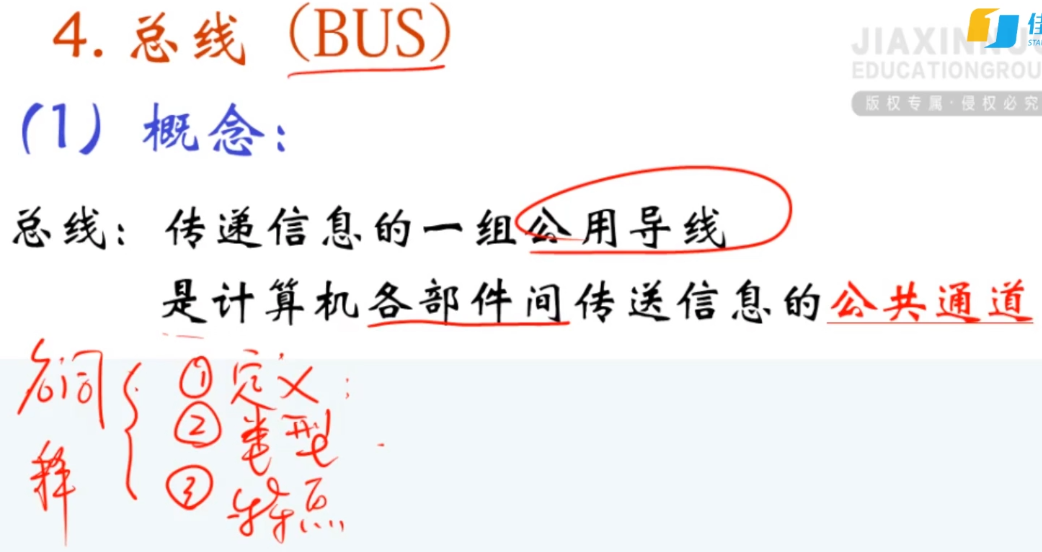 4. 总线（BUS）
JIAXIN
EDUCATIONGROU
版权专属·侵权必究
(1) 概念：
总线：传递信息的一组公用导线
是计算机各部件间传送信息的公共通道
名词
释
①定义：
②类型
③特点